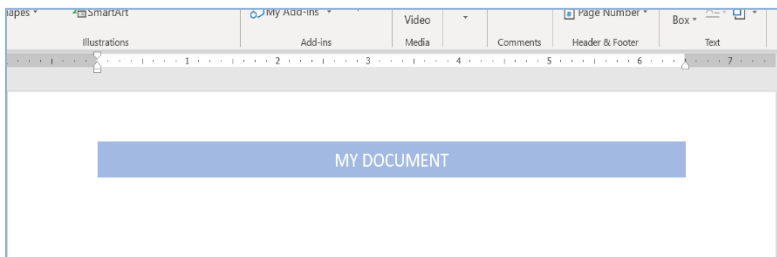 SmartArt
My Add-ins
Page Number
Video
Box
Illustrations
Add-ins
Media
Comments
Header & Footer
Text
1 2 3 4 5 6 7
MY DOCUMENT